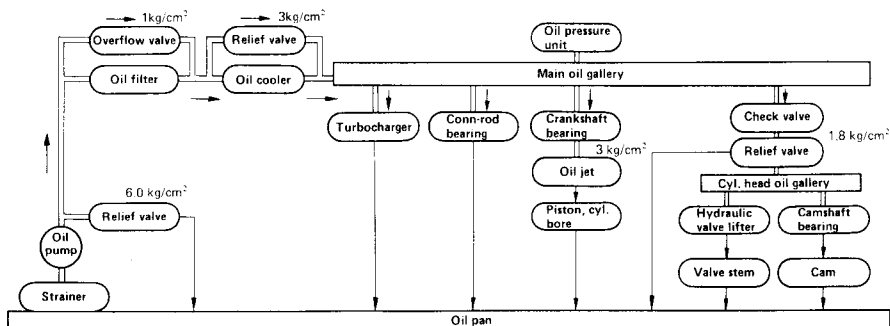 1kg/cm²
3kg/cm²
Overflow valve
Relief valve
Oil pressure
unit
Oil filter
Oil cooler
Main oil gallery
Turbocharger
Conn-rod
bearing
Crankshaft
bearing
Check valve
1.8 kg/cm²
3 kg/cm²
Relief valve
Oil jet
Cyl. head oil gallery
6.0 kg/cm²
Relief valve
Piston, cyl.
bore
Hydraulic
valve lifter
Camshaft
bearing
Oil
pump
Valve stem
Cam
Strainer
Oil pan